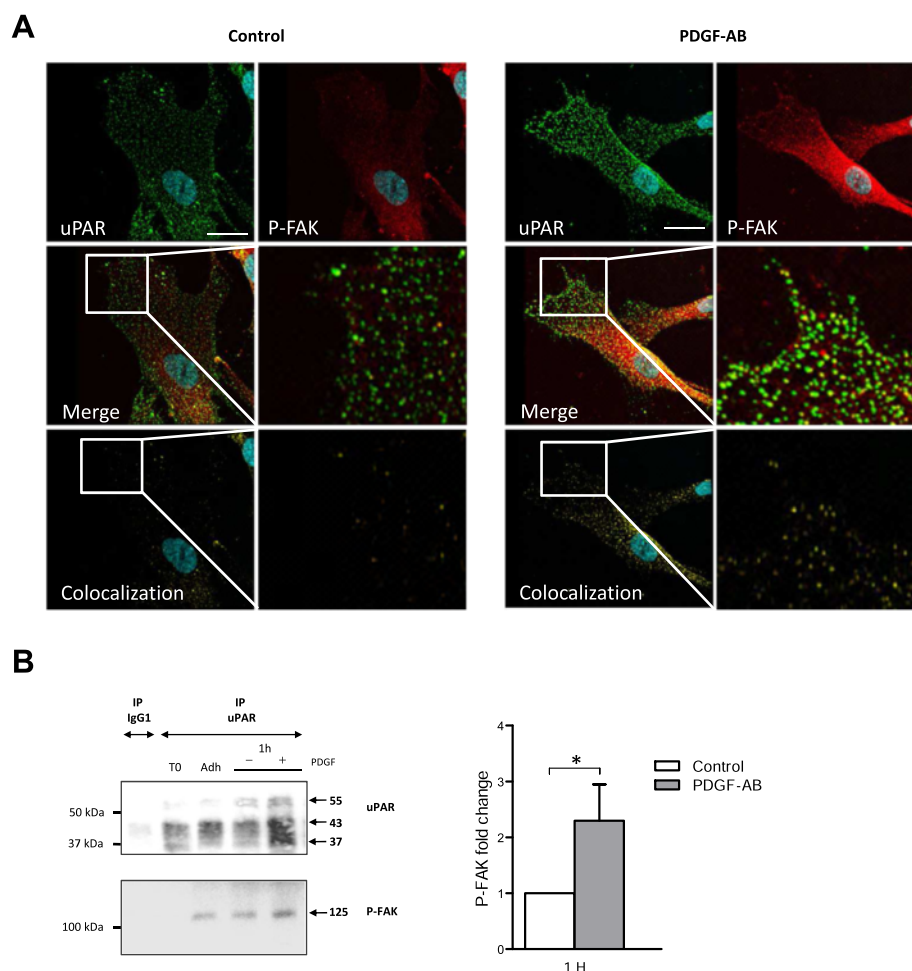 A
Control
PDGF-AB
uPAR
P-FAK
uPAR
P-FAK
Merge
Merge
Colocalization
Colocalization
B
IP
IgG1
IP
uPAR
1h
T0
Adh
–
+
PDGF
50 kDa
37 kDa
55
43
37
uPAR
100 kDa
125
P-FAK
P-FAK fold change
4
3
2
1
0
*
1 H
Control
PDGF-AB